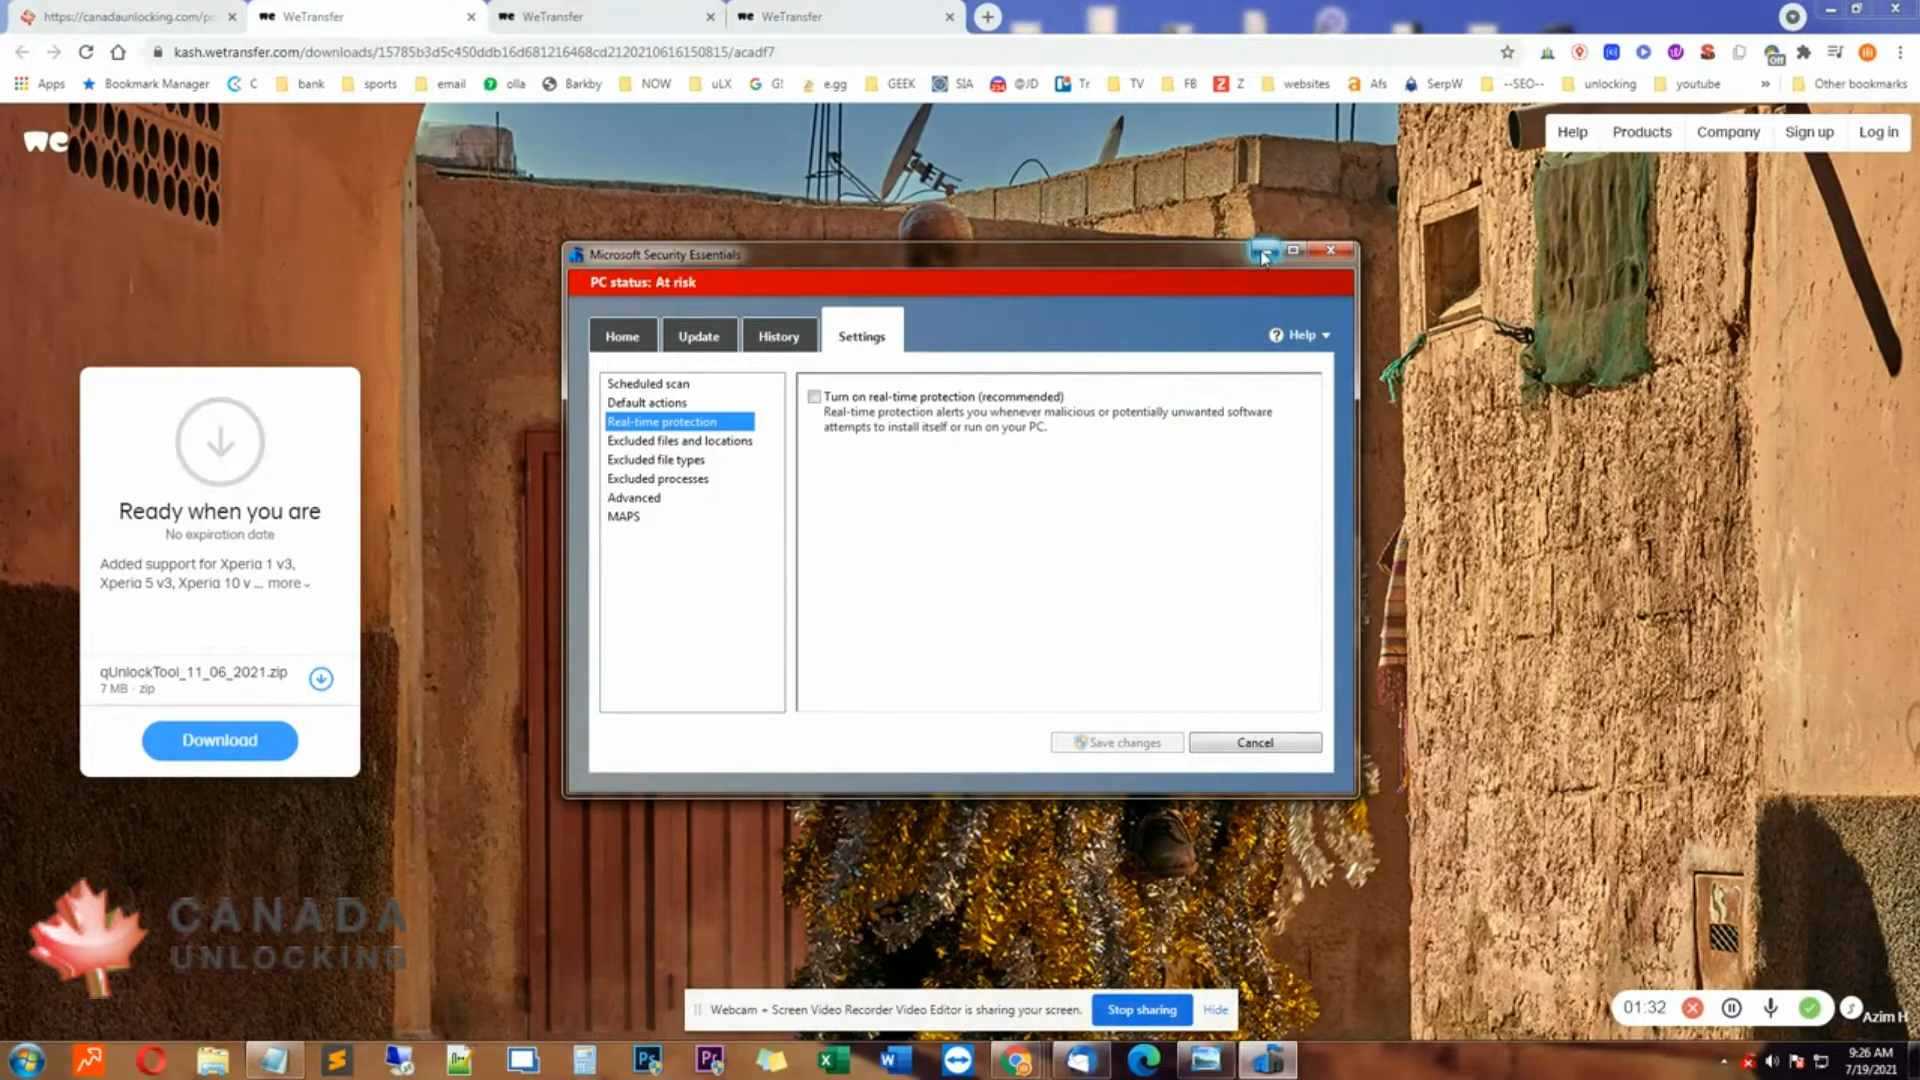 https://canadaunlocking.com/p
WeTransfer
WeTransfer
WeTransfer
kash.wetransfer.com/downloads/15785b3d5c450ddb16d681216468cd2120210616150815/acadf7
Apps
Bookmark Manager
C
bank
sports
email
olla
Barkby
NOW
uLX
G!
e.gg
GEEK
SIA
@JD
Tr
TV
FB
Z
websites
Afs
SerpW
--SEO--
unlocking
youtube
»
Other bookmarks
Off
we
Help
Products
Company
Sign up
Log in
Microsoft Security Essentials
PC status: At risk
Home
Update
History
Settings
Help
Scheduled scan
Default actions
Real-time protection
Excluded files and locations
Excluded file types
Excluded processes
Advanced
MAPS
Turn on real-time protection (recommended)
Real-time protection alerts you whenever malicious or potentially unwanted software
attempts to install itself or run on your PC.
Save changes
Cancel
Ready when you are
No expiration date
Added support for Xperia 1 v3,
Xperia 5 v3, Xperia 10 v ... more
qUnlockTool_11_06_2021.zip
7 MB · zip
Download
CANADA
UNLOCKING
Webcam + Screen Video Recorder Video Editor is sharing your screen.
Stop sharing
Hide
01:32
Azim H
9:26 AM
7/19/2021